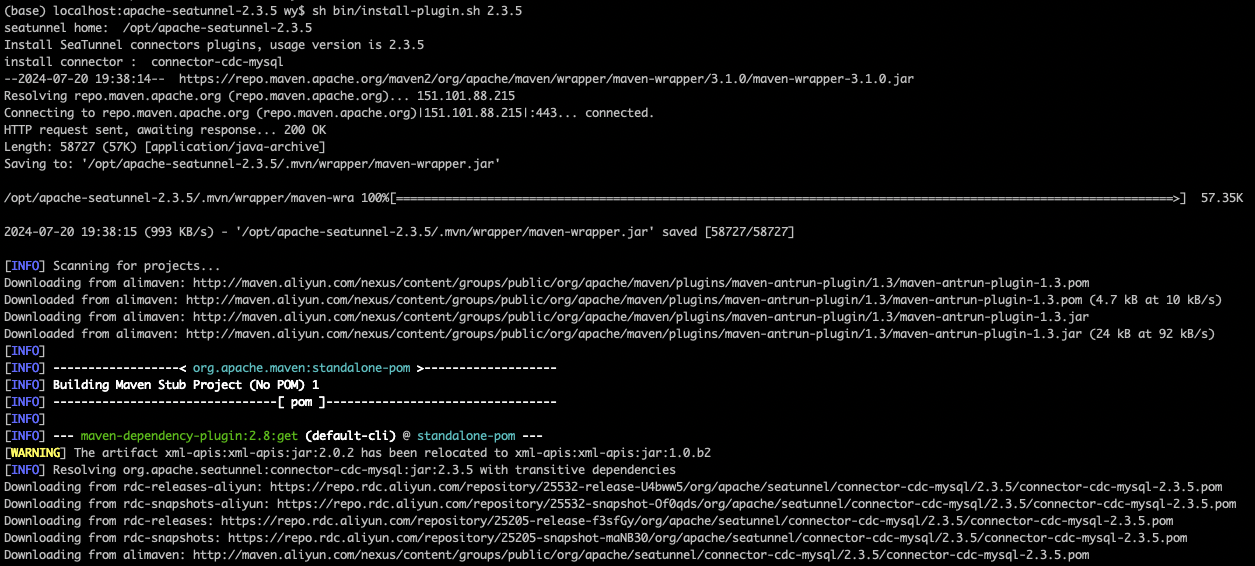 (base) localhost:apache-seatunnel-2.3.5 wy$ sh bin/install-plugin.sh 2.3.5
seatunnel home:  /opt/apache-seatunnel-2.3.5
Install SeaTunnel connectors plugins, usage version is 2.3.5
install connector :  connector-cdc-mysql
--2024-07-20 19:38:14--  https://repo.maven.apache.org/maven2/org/apache/maven/wrapper/maven-wrapper/3.1.0/maven-wrapper-3.1.0.jar
Resolving repo.maven.apache.org (repo.maven.apache.org)... 151.101.88.215
Connecting to repo.maven.apache.org (repo.maven.apache.org)|151.101.88.215|:443... connected.
HTTP request sent, awaiting response... 200 OK
Length: 58727 (57K) [application/java-archive]
Saving to: '/opt/apache-seatunnel-2.3.5/.mvn/wrapper/maven-wrapper.jar'
/opt/apache-seatunnel-2.3.5/.mvn/wrapper/maven-wra 100%[==============================================================================================================>]  57.35K
2024-07-20 19:38:15 (993 KB/s) - '/opt/apache-seatunnel-2.3.5/.mvn/wrapper/maven-wrapper.jar' saved [58727/58727]
[INFO] Scanning for projects...
Downloading from alimaven: http://maven.aliyun.com/nexus/content/groups/public/org/apache/maven/plugins/maven-antrun-plugin/1.3/maven-antrun-plugin-1.3.pom
Downloaded from alimaven: http://maven.aliyun.com/nexus/content/groups/public/org/apache/maven/plugins/maven-antrun-plugin/1.3/maven-antrun-plugin-1.3.pom (4.7 kB at 10 kB/s)
Downloading from alimaven: http://maven.aliyun.com/nexus/content/groups/public/org/apache/maven/plugins/maven-antrun-plugin/1.3/maven-antrun-plugin-1.3.jar
Downloaded from alimaven: http://maven.aliyun.com/nexus/content/groups/public/org/apache/maven/plugins/maven-antrun-plugin/1.3/maven-antrun-plugin-1.3.jar (24 kB at 92 kB/s)
[INFO]
[INFO] ------------------< org.apache.maven:standalone-pom >-------------------
[INFO] Building Maven Stub Project (No POM) 1
[INFO] --------------------------------[ pom ]---------------------------------
[INFO]
[INFO] --- maven-dependency-plugin:2.8:get (default-cli) @ standalone-pom ---
[WARNING] The artifact xml-apis:xml-apis:jar:2.0.2 has been relocated to xml-apis:xml-apis:jar:1.0.b2
[INFO] Resolving org.apache.seatunnel:connector-cdc-mysql:jar:2.3.5 with transitive dependencies
Downloading from rdc-releases-aliyun: https://repo.rdc.aliyun.com/repository/25532-release-U4bww5/org/apache/seatunnel/connector-cdc-mysql/2.3.5/connector-cdc-mysql-2.3.5.pom
Downloading from rdc-snapshots-aliyun: https://repo.rdc.aliyun.com/repository/25532-snapshot-Of0qds/org/apache/seatunnel/connector-cdc-mysql/2.3.5/connector-cdc-mysql-2.3.5.pom
Downloading from rdc-releases: https://repo.rdc.aliyun.com/repository/25205-release-f3sfGy/org/apache/seatunnel/connector-cdc-mysql/2.3.5/connector-cdc-mysql-2.3.5.pom
Downloading from rdc-snapshots: https://repo.rdc.aliyun.com/repository/25205-snapshot-maNB30/org/apache/seatunnel/connector-cdc-mysql/2.3.5/connector-cdc-mysql-2.3.5.pom
Downloading from alimaven: http://maven.aliyun.com/nexus/content/groups/public/org/apache/seatunnel/connector-cdc-mysql/2.3.5/connector-cdc-mysql-2.3.5.pom